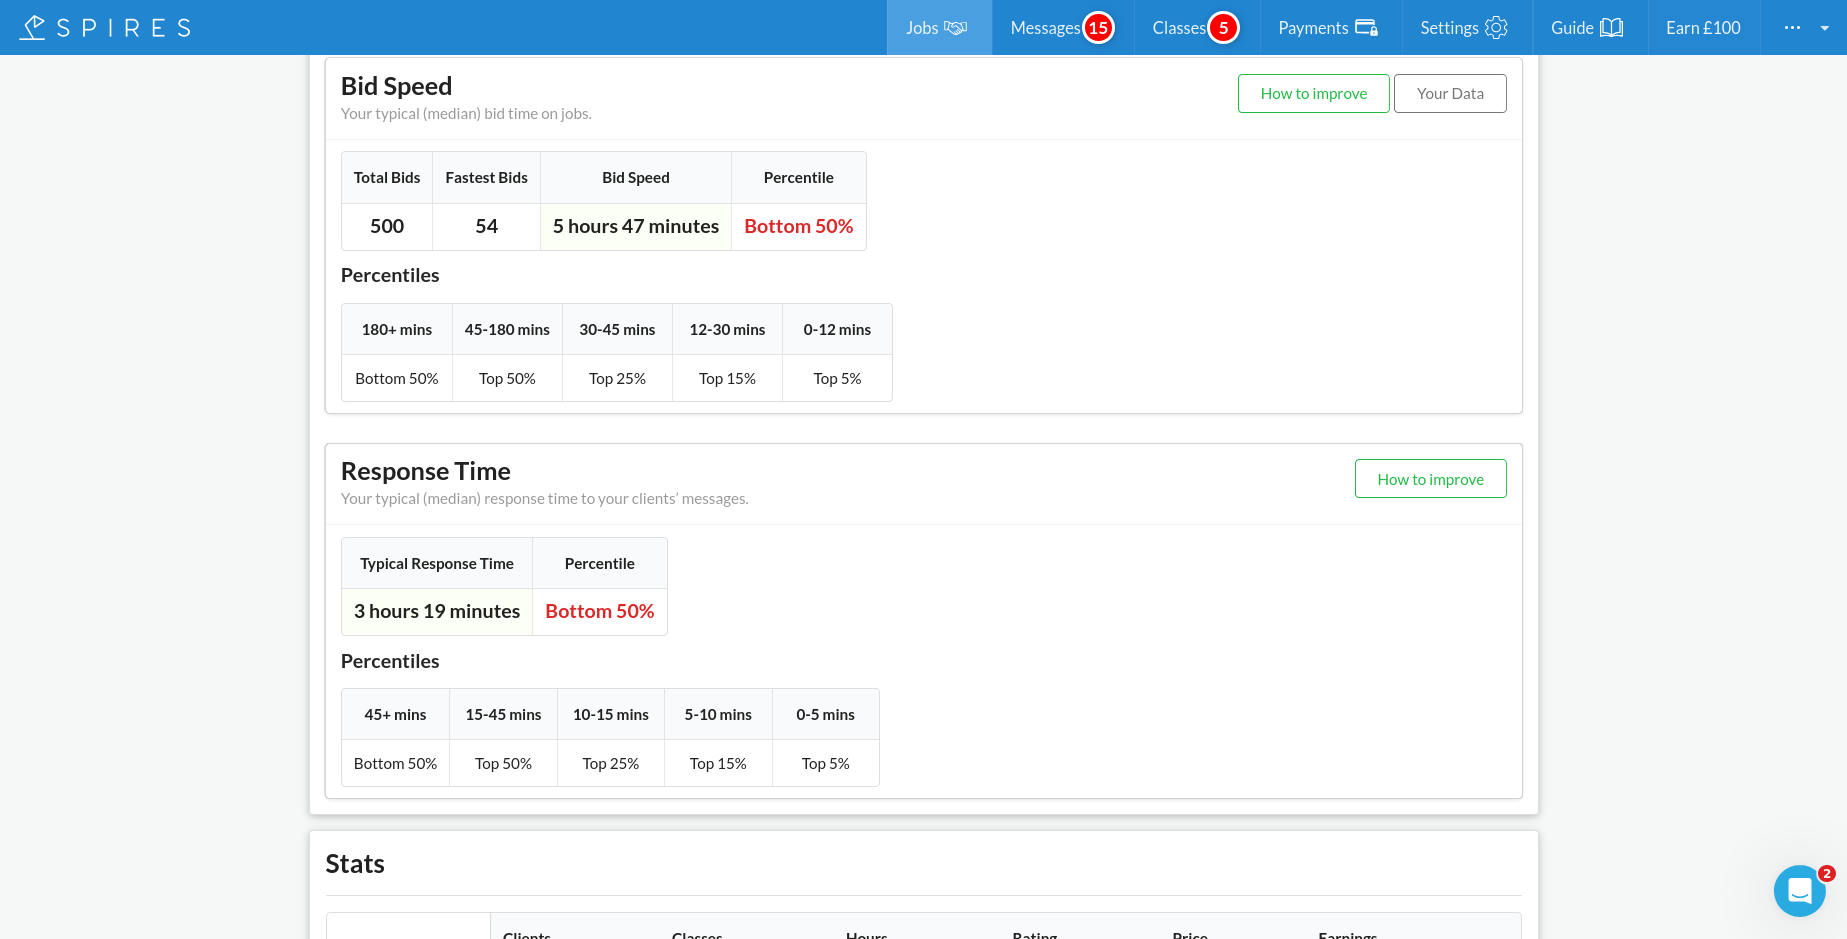 SPIRES
Jobs
Messages 15
Classes 5
Payments
Settings
Guide
Earn £100
Bid Speed
Your typical (median) bid time on jobs.
How to improve
Your Data
Total Bids Fastest Bids Bid Speed Percentile
500 54 5 hours 47 minutes Bottom 50%
Percentiles
180+ mins 45-180 mins 30-45 mins 12-30 mins 0-12 mins
Bottom 50% Top 50% Top 25% Top 15% Top 5%
Response Time
Your typical (median) response time to your clients’ messages.
How to improve
Typical Response Time Percentile
3 hours 19 minutes Bottom 50%
Percentiles
45+ mins 15-45 mins 10-15 mins 5-10 mins 0-5 mins
Bottom 50% Top 50% Top 25% Top 15% Top 5%
Stats
Clients Classes Hours Rating Price Earnings
2